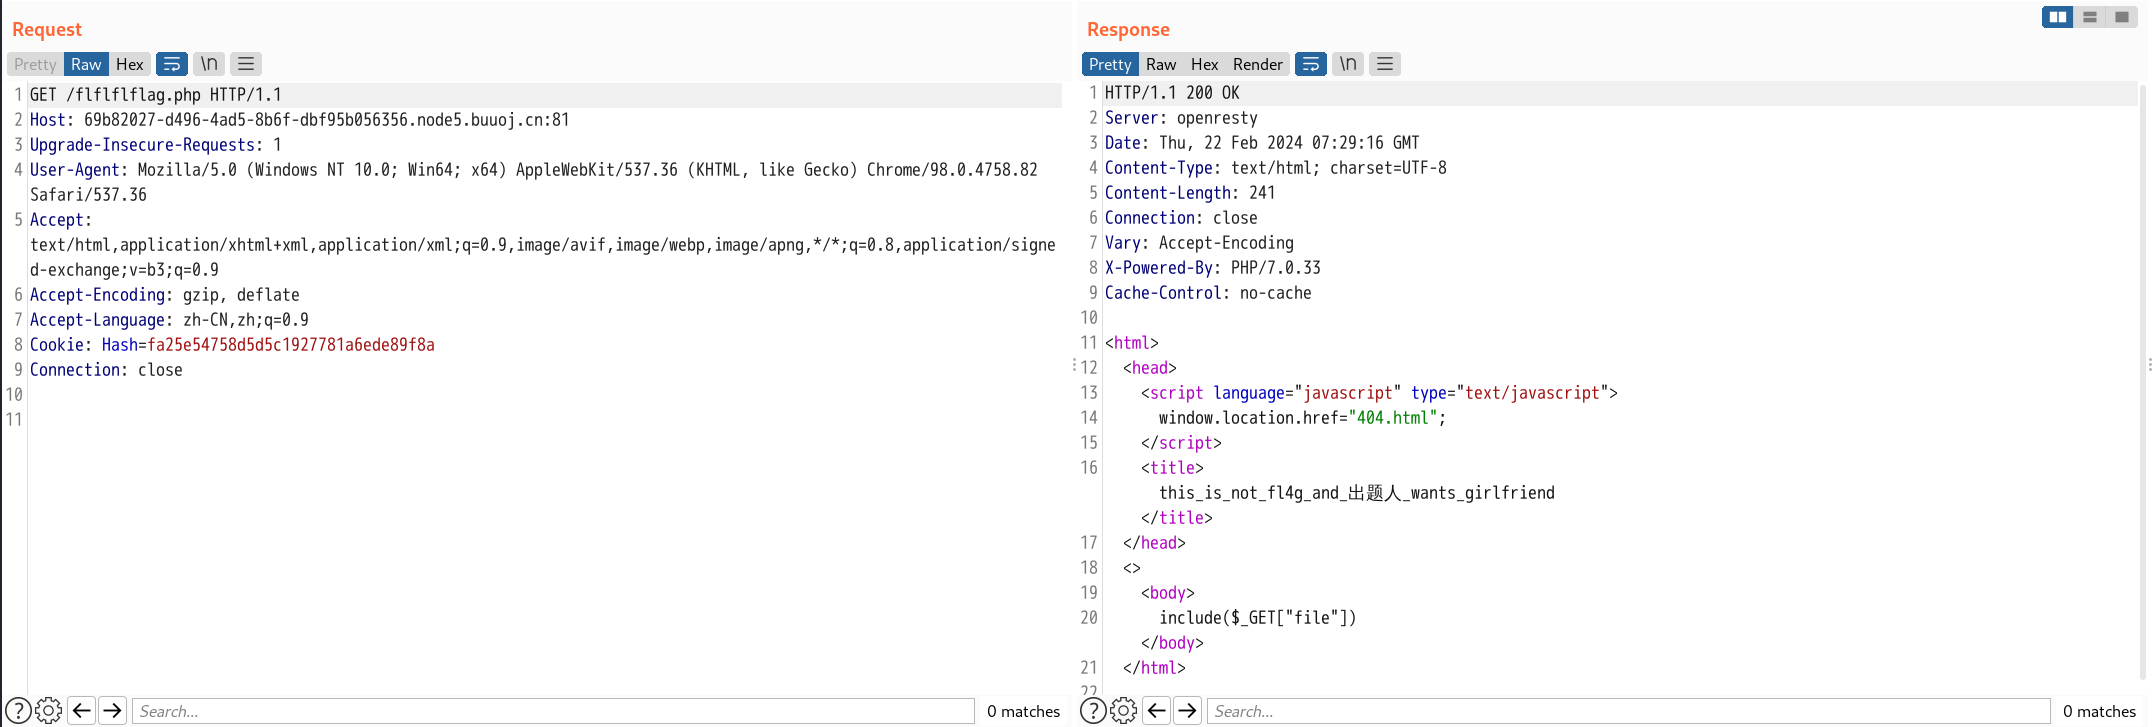 Request
Pretty Raw Hex \n
1 GET /flflflflag.php HTTP/1.1
2 Host: 69b82027-d496-4ad5-8b6f-dbf95b056356.node5.buuoj.cn:81
3 Upgrade-Insecure-Requests: 1
4 User-Agent: Mozilla/5.0 (Windows NT 10.0; Win64; x64) AppleWebKit/537.36 (KHTML, like Gecko) Chrome/98.0.4758.82
Safari/537.36
5 Accept:
text/html,application/xhtml+xml,application/xml;q=0.9,image/avif,image/webp,image/apng,*/*;q=0.8,application/signe
d-exchange;v=b3;q=0.9
6 Accept-Encoding: gzip, deflate
7 Accept-Language: zh-CN,zh;q=0.9
8 Cookie: Hash=fa25e54758d5d5c1927781a6ede89f8a
9 Connection: close
10
11
Search...
0 matches
Response
Pretty Raw Hex Render \n
1 HTTP/1.1 200 OK
2 Server: openresty
3 Date: Thu, 22 Feb 2024 07:29:16 GMT
4 Content-Type: text/html; charset=UTF-8
5 Content-Length: 241
6 Connection: close
7 Vary: Accept-Encoding
8 X-Powered-By: PHP/7.0.33
9 Cache-Control: no-cache
10
11 <html>
12 <head>
13 <script language="javascript" type="text/javascript">
14 window.location.href="404.html";
15 </script>
16 <title>
this_is_not_fl4g_and_出题人_wants_girlfriend
</title>
17 </head>
18 <>
19 <body>
20 include($_GET["file"])
</body>
21 </html>
22
Search...
0 matches